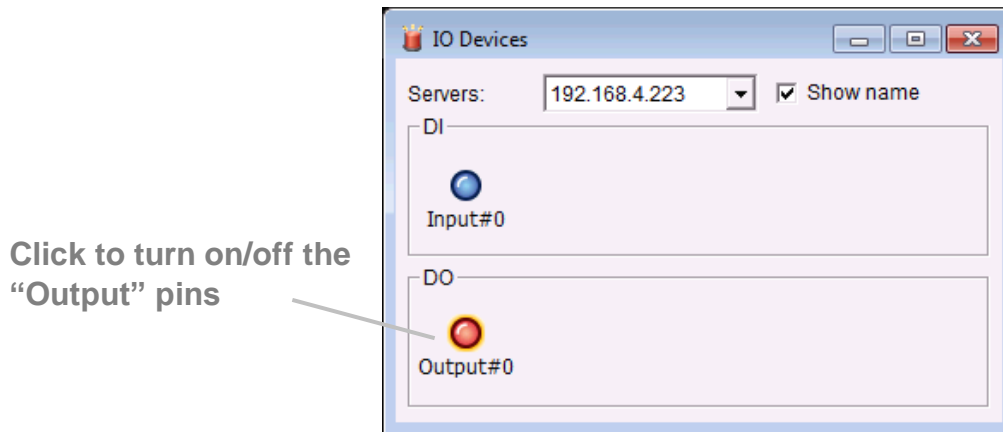 IO Devices
Servers: 192.168.4.223 Show name
DI
Input#0
Click to turn on/off the
“Output” pins
DO
Output#0